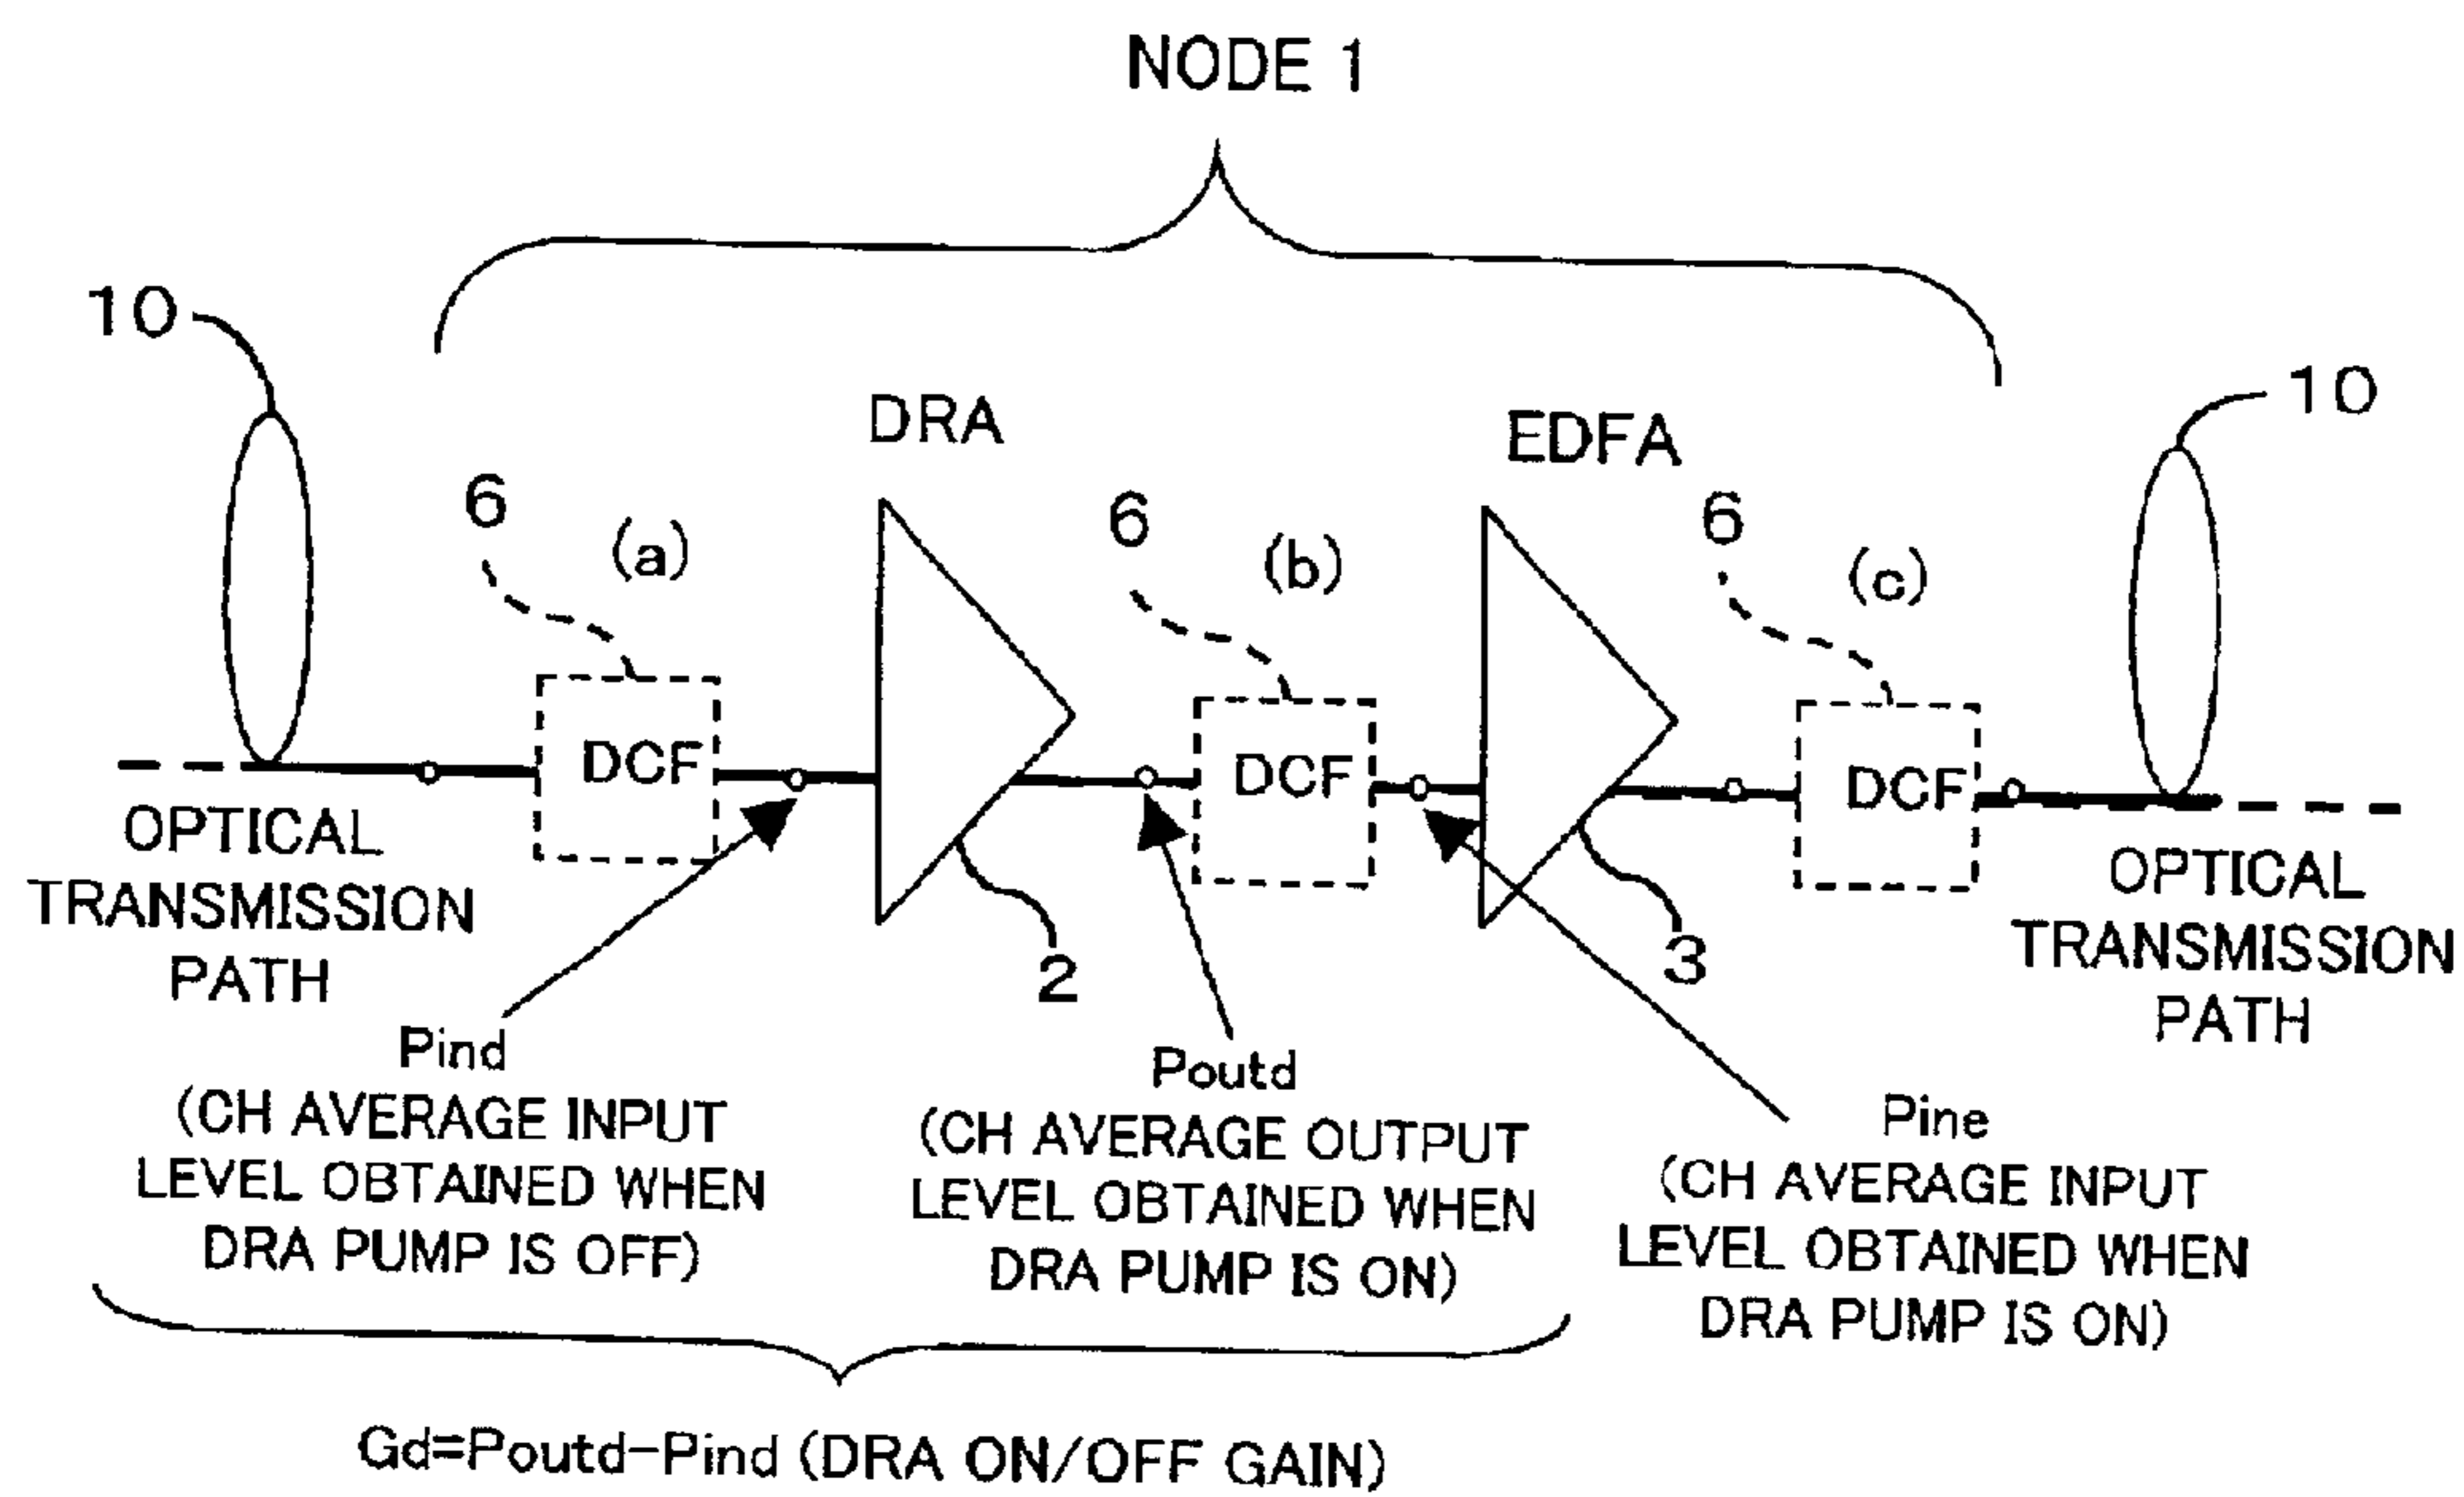 NODE 1
10
10
DRA
EDFA
6
(a)
6
(b)
6
(c)
DCF
DCF
DCF
OPTICAL
TRANSMISSION
PATH
OPTICAL
TRANSMISSION
PATH
2
3
Pind
(CH AVERAGE INPUT
LEVEL OBTAINED WHEN
DRA PUMP IS OFF)
Poutd
(CH AVERAGE OUTPUT
LEVEL OBTAINED WHEN
DRA PUMP IS ON)
Pine
(CH AVERAGE INPUT
LEVEL OBTAINED WHEN
DRA PUMP IS ON)
Gd=Poutd-Pind (DRA ON/OFF GAIN)